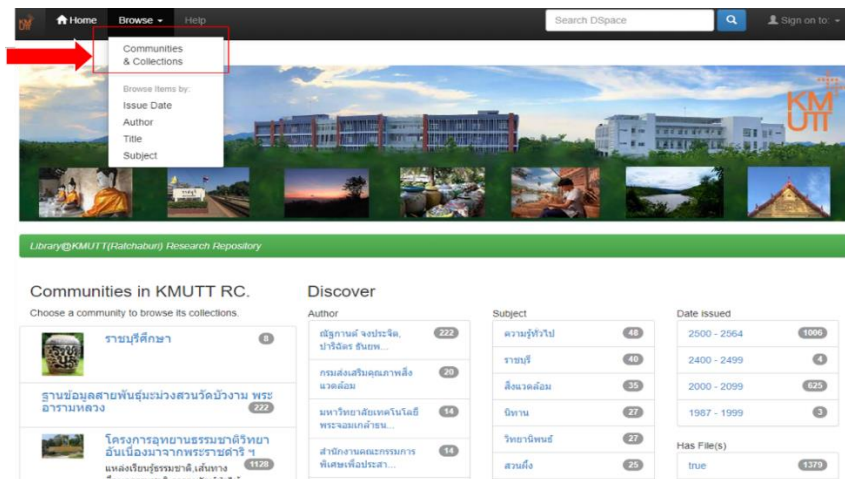 Home Browse Help Search DSpace Sign on to:
Communities
& Collections
Browse Items by:
Issue Date
Author
Title
Subject
KMUTT
Library@KMUTT(Ratchaburi) Research Repository
Communities in KMUTT RC.
Choose a community to browse its collections.
ราชบุรีศึกษา 8
ฐานข้อมูลสายพันธุ์มะม่วงสวนวัดบัวงาม พระ
อารามหลวง 222
โครงการอุทยานธรรมชาติวิทยา
อันเนื่องมาจากพระราชดำริ ฯ
แหล่งเรียนรู้ธรรมชาติ,เส้นทาง 1128
Discover
Author
ณัฐกานต์ จงประจิต, 222
ปาริฉัตร ธันยพ...
กรมส่งเสริมคุณภาพสิ่ง 20
แวดล้อม
มหาวิทยาลัยเทคโนโลยี 14
พระจอมเกล้าธน...
สำนักงานคณะกรรมการ 14
พิเศษเพื่อประสา...
Subject
ความรู้ทั่วไป 48
ราชบุรี 40
สิ่งแวดล้อม 35
นิทาน 27
วิทยานิพนธ์ 27
สวนผึ้ง 25
Date issued
2500 - 2564 1006
2400 - 2499 4
2000 - 2099 625
1987 - 1999 3
Has File(s)
true 1379